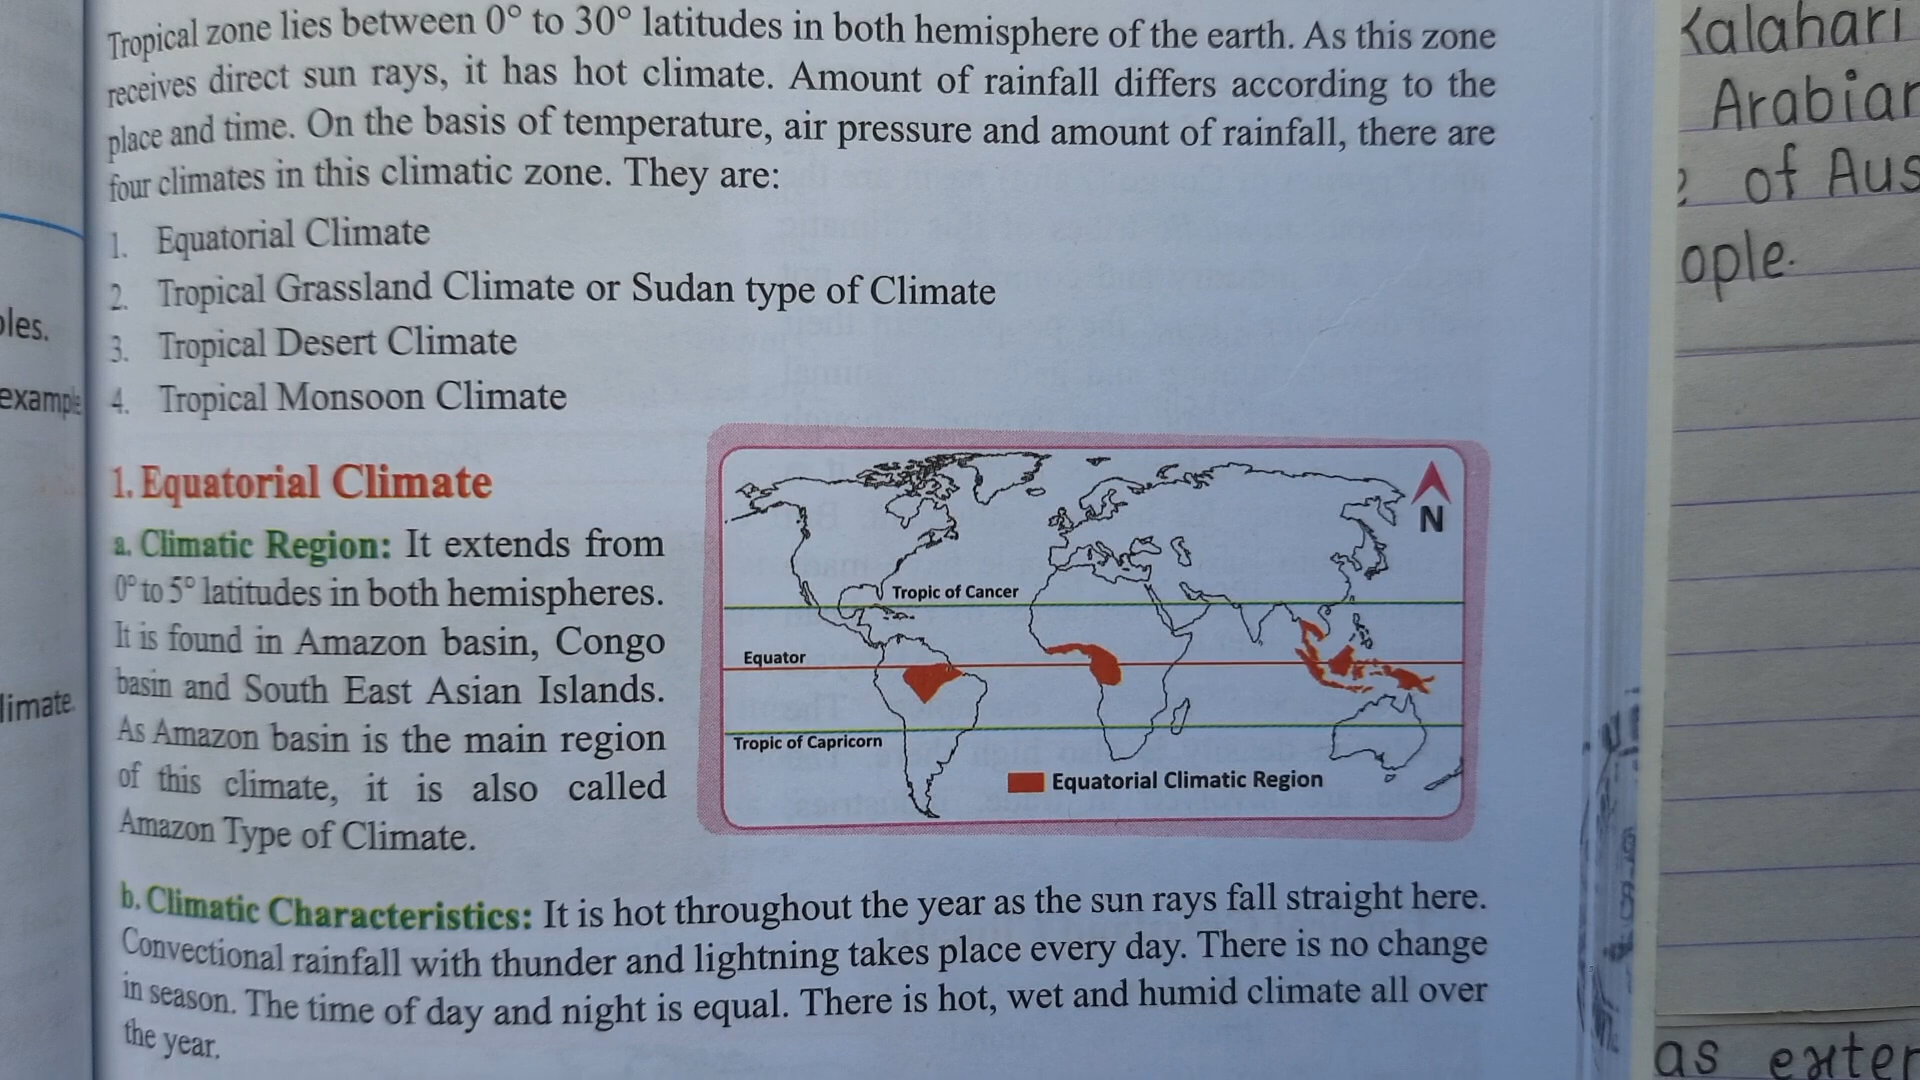 Tropical zone lies between 0° to 30° latitudes in both hemisphere of the earth. As this zone
receives direct sun rays, it has hot climate. Amount of rainfall differs according to the
place and time. On the basis of temperature, air pressure and amount of rainfall, there are
four climates in this climatic zone. They are:
1. Equatorial Climate
2. Tropical Grassland Climate or Sudan type of Climate
3. Tropical Desert Climate
4. Tropical Monsoon Climate
1. Equatorial Climate
a. Climatic Region: It extends from
0° to 5° latitudes in both hemispheres.
It is found in Amazon basin, Congo
basin and South East Asian Islands.
As Amazon basin is the main region
of this climate, it is also called
Amazon Type of Climate.
N
Tropic of Cancer
Equator
Tropic of Capricorn
Equatorial Climatic Region
b. Climatic Characteristics: It is hot throughout the year as the sun rays fall straight here.
Convectional rainfall with thunder and lightning takes place every day. There is no change
in season. The time of day and night is equal. There is hot, wet and humid climate all over
the year.
Kalahari
of
as